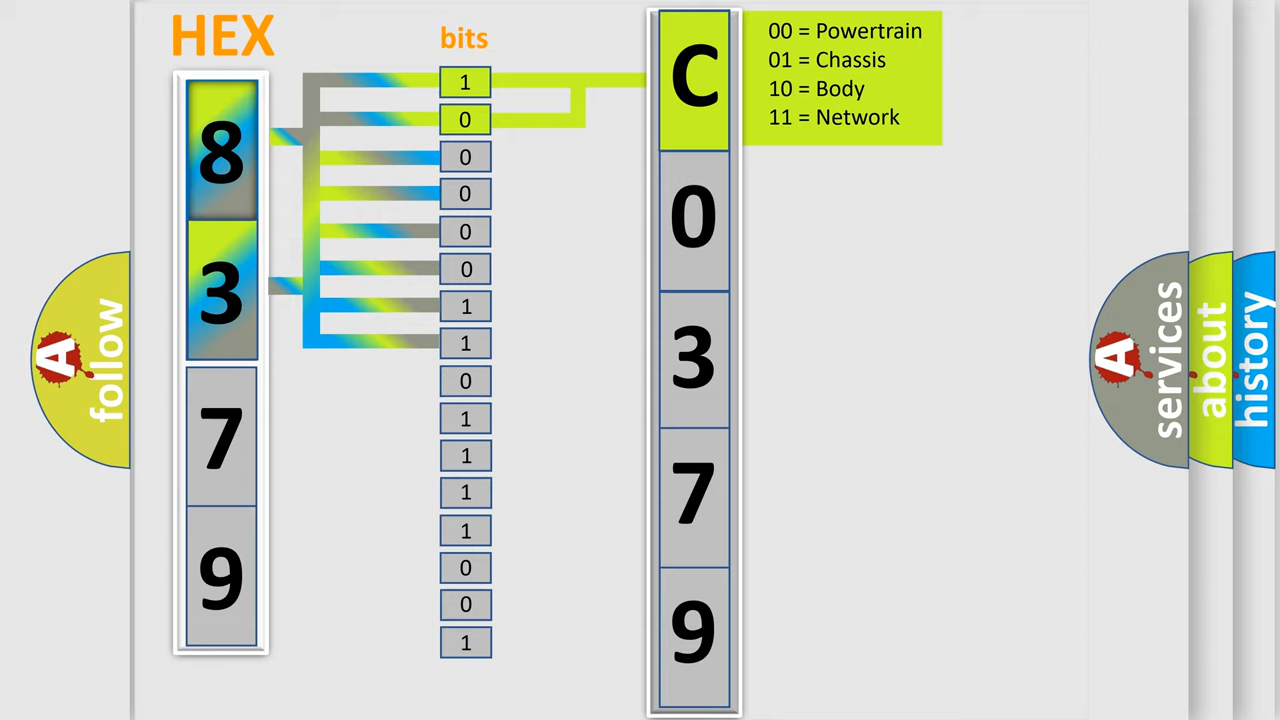 HEX
bits
8
3
7
9
1
0
0
0
0
0
1
1
0
1
1
1
1
0
0
1
C
0
3
7
9
00 = Powertrain
01 = Chassis
10 = Body
11 = Network
A
follow
A
services
about
history